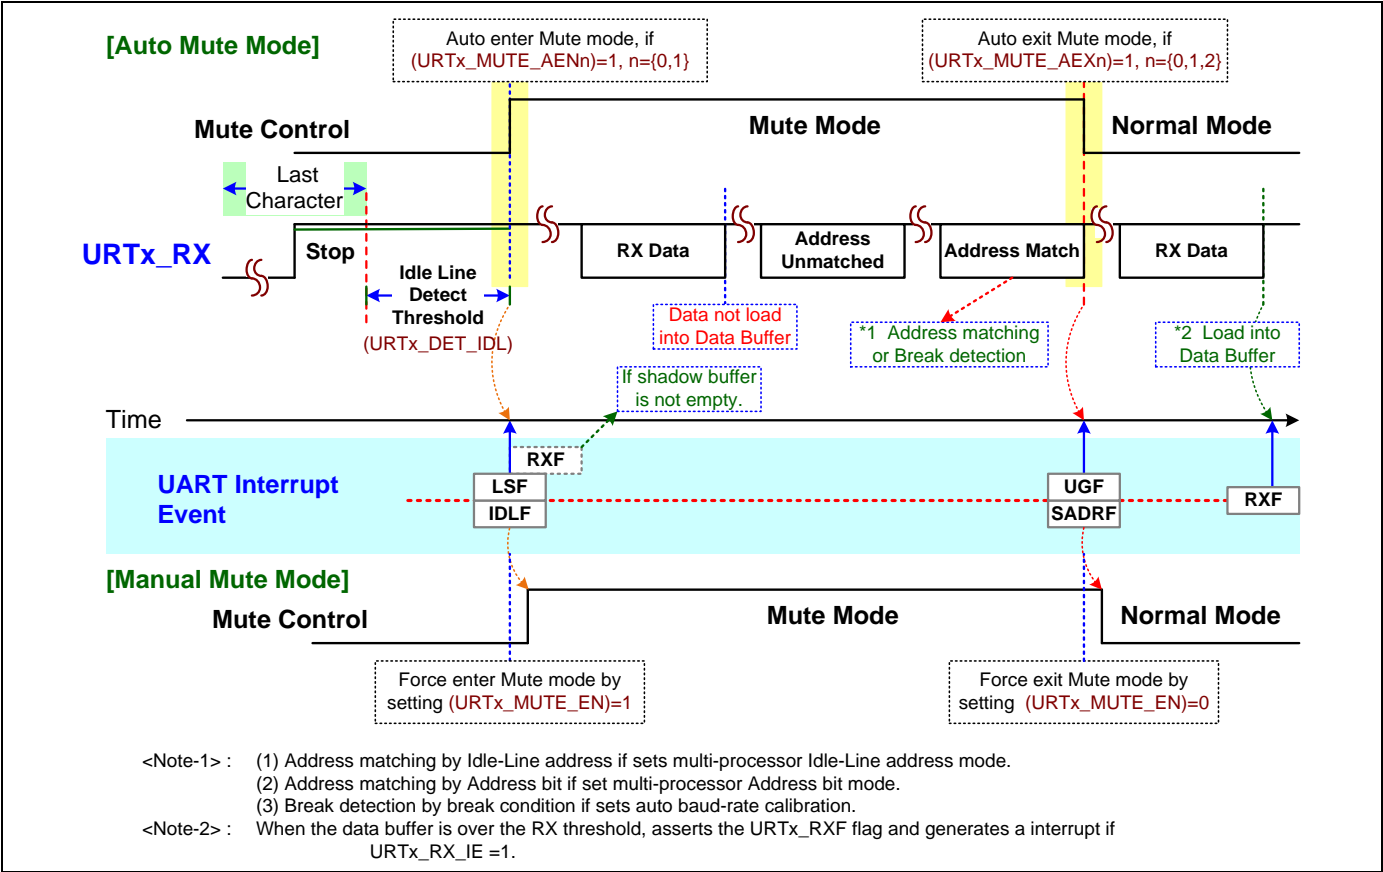 [Auto Mute Mode]
Auto enter Mute mode, if
(URTx_MUTE_AENn)=1, n={0,1}
Auto exit Mute mode, if
(URTx_MUTE_AEXn)=1, n={0,1,2}
Mute Control
Mute Mode
Normal Mode
Last
Character
URTx_RX
Stop
RX Data
Address
Unmatched
Address Match
RX Data
Idle Line
Detect
Threshold
(URTx_DET_IDL)
Data not load
into Data Buffer
*1 Address matching
or Break detection
*2 Load into
Data Buffer
If shadow buffer
is not empty.
Time
UART Interrupt
Event
RXF
LSF
IDLF
UGF
SADRF
RXF
[Manual Mute Mode]
Mute Control
Mute Mode
Normal Mode
Force enter Mute mode by
setting (URTx_MUTE_EN)=1
Force exit Mute mode by
setting (URTx_MUTE_EN)=0
<Note-1> : (1) Address matching by Idle-Line address if sets multi-processor Idle-Line address mode.
(2) Address matching by Address bit if set multi-processor Address bit mode.
(3) Break detection by break condition if sets auto baud-rate calibration.
<Note-2> : When the data buffer is over the RX threshold, asserts the URTx_RXF flag and generates a interrupt if
URTx_RX_IE =1.